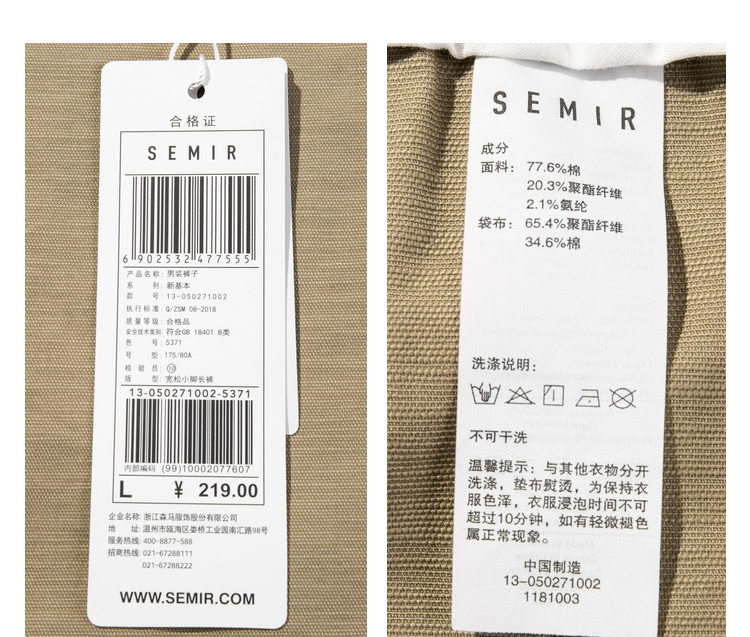 合格证
SEMIR
6 902532 477555
产品名称: 男装裤子
系 列: 新基本
款 号: 13-050271002
执行标准: Q/ZSM 08-2018
质量等级: 合格品
安全技术类别: 符合GB 18401 B类
色 号: 5371
号 型: 175/80A
检 验 员: ⑩
版 型: 宽松小脚长裤
13-050271002-5371
内部编码 (99)10002077607
L ¥ 219.00
企业名称: 浙江森马服饰股份有限公司
地 址: 温州市瓯海区娄桥工业园南汇路98号
服务热线: 400-8877-588
招商热线: 021-67288111
021-67288222
WWW.SEMIR.COM
SEMIR
成分
面料: 77.6%棉
20.3%聚酯纤维
2.1%氨纶
袋布: 65.4%聚酯纤维
34.6%棉
洗涤说明:
不可干洗
温馨提示: 与其他衣物分开
洗涤, 垫布熨烫, 为保持衣
服色泽, 衣服浸泡时间不可
超过10分钟, 如有轻微褪色
属正常现象。
中国制造
13-050271002
1181003